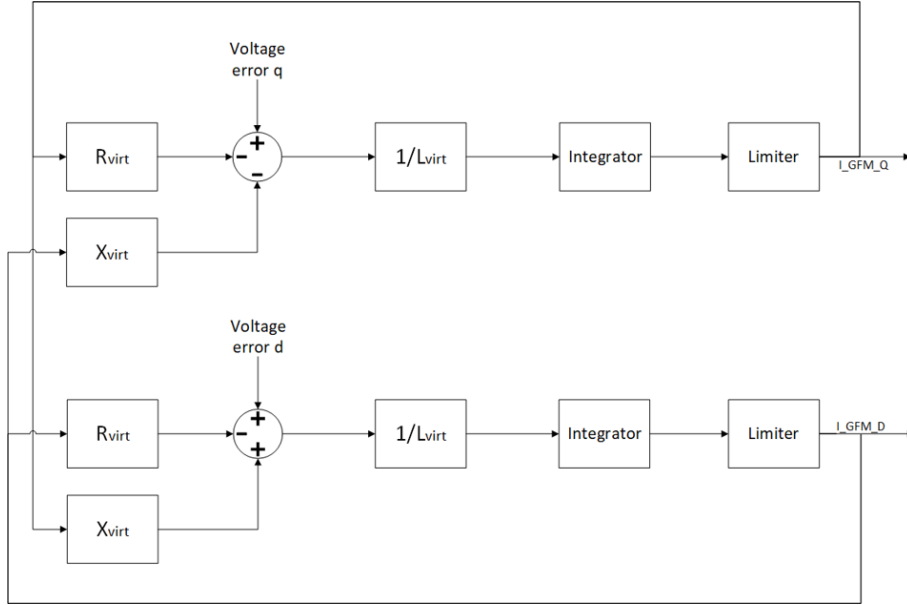 Voltage
error q
+
Rvirt
-
1/Lvirt
Integrator
Limiter
-
I_GFM_Q
Xvirt
Voltage
error d
+
Rvirt
-
1/Lvirt
Integrator
Limiter
I_GFM_D
+
Xvirt